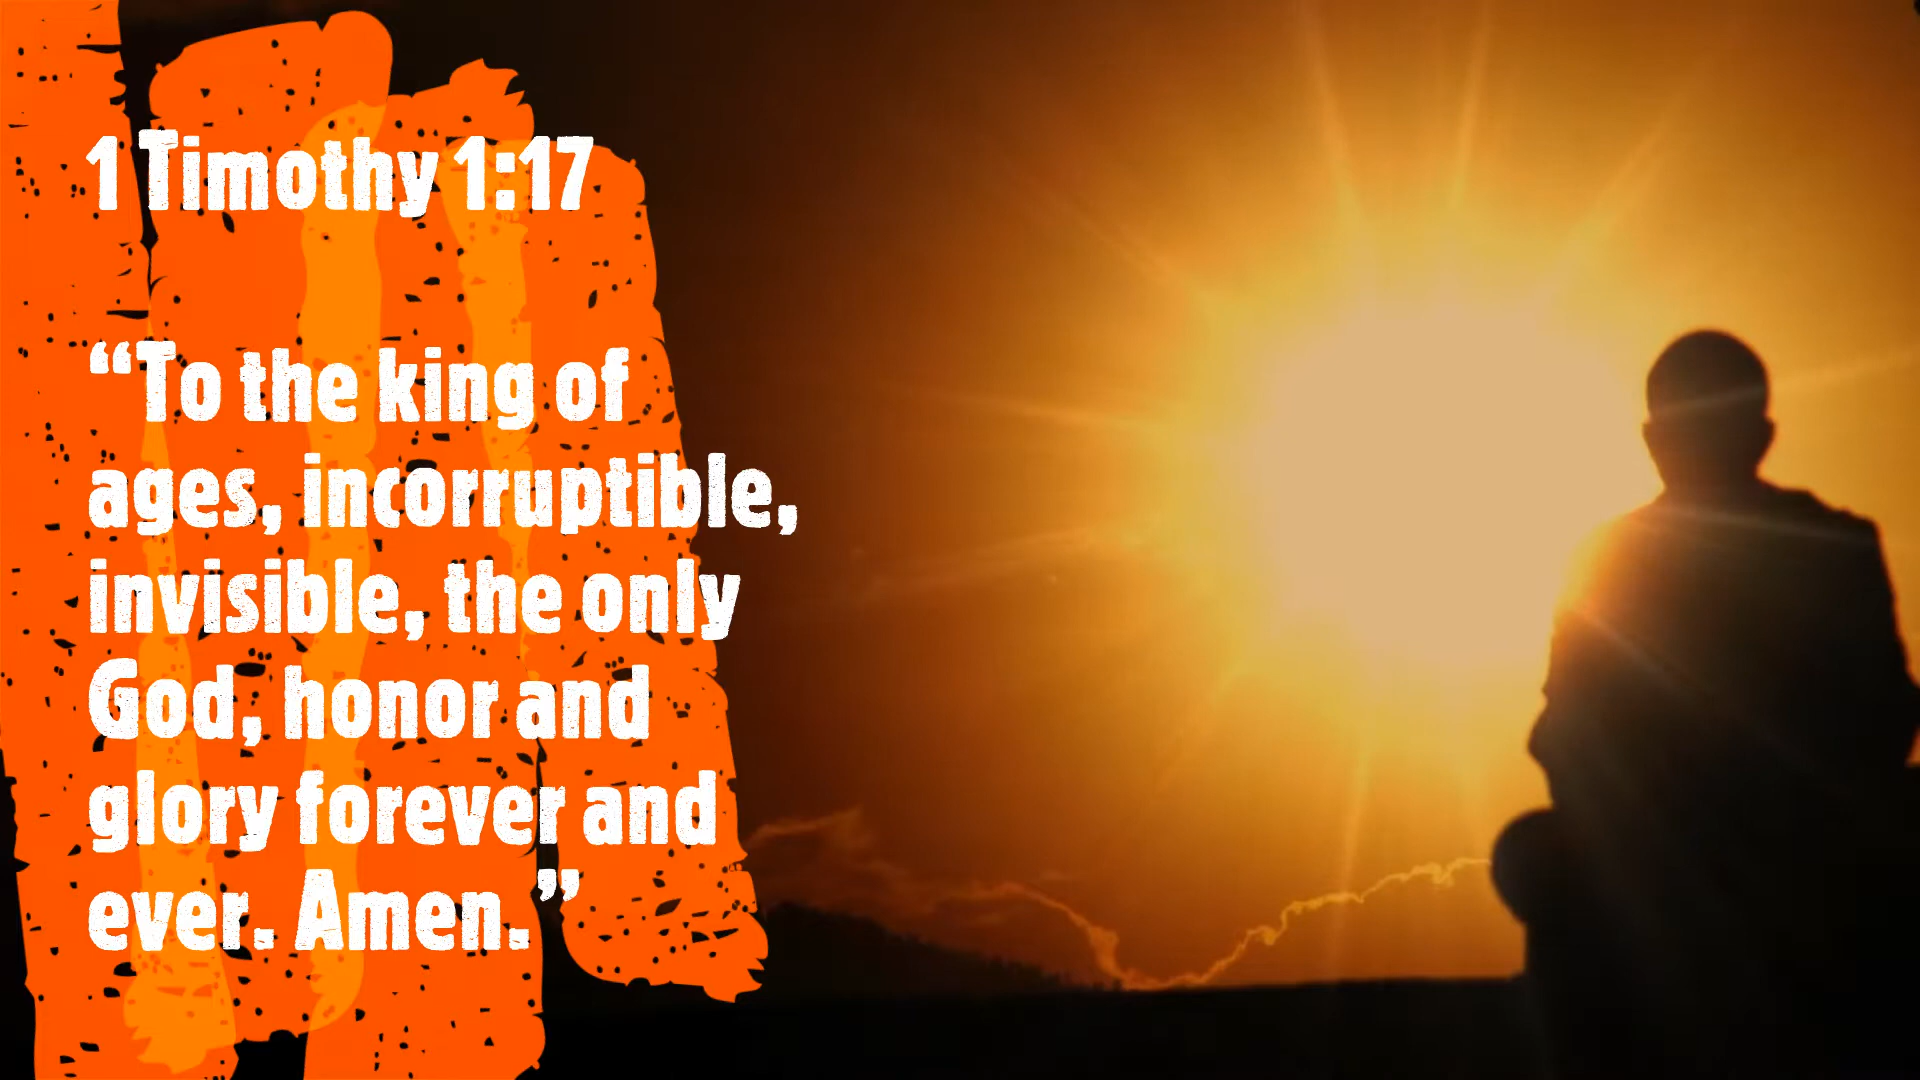 1 Timothy 1:17
“To the king of
ages, incorruptible,
invisible, the only
God, honor and
glory forever and
ever. Amen.”